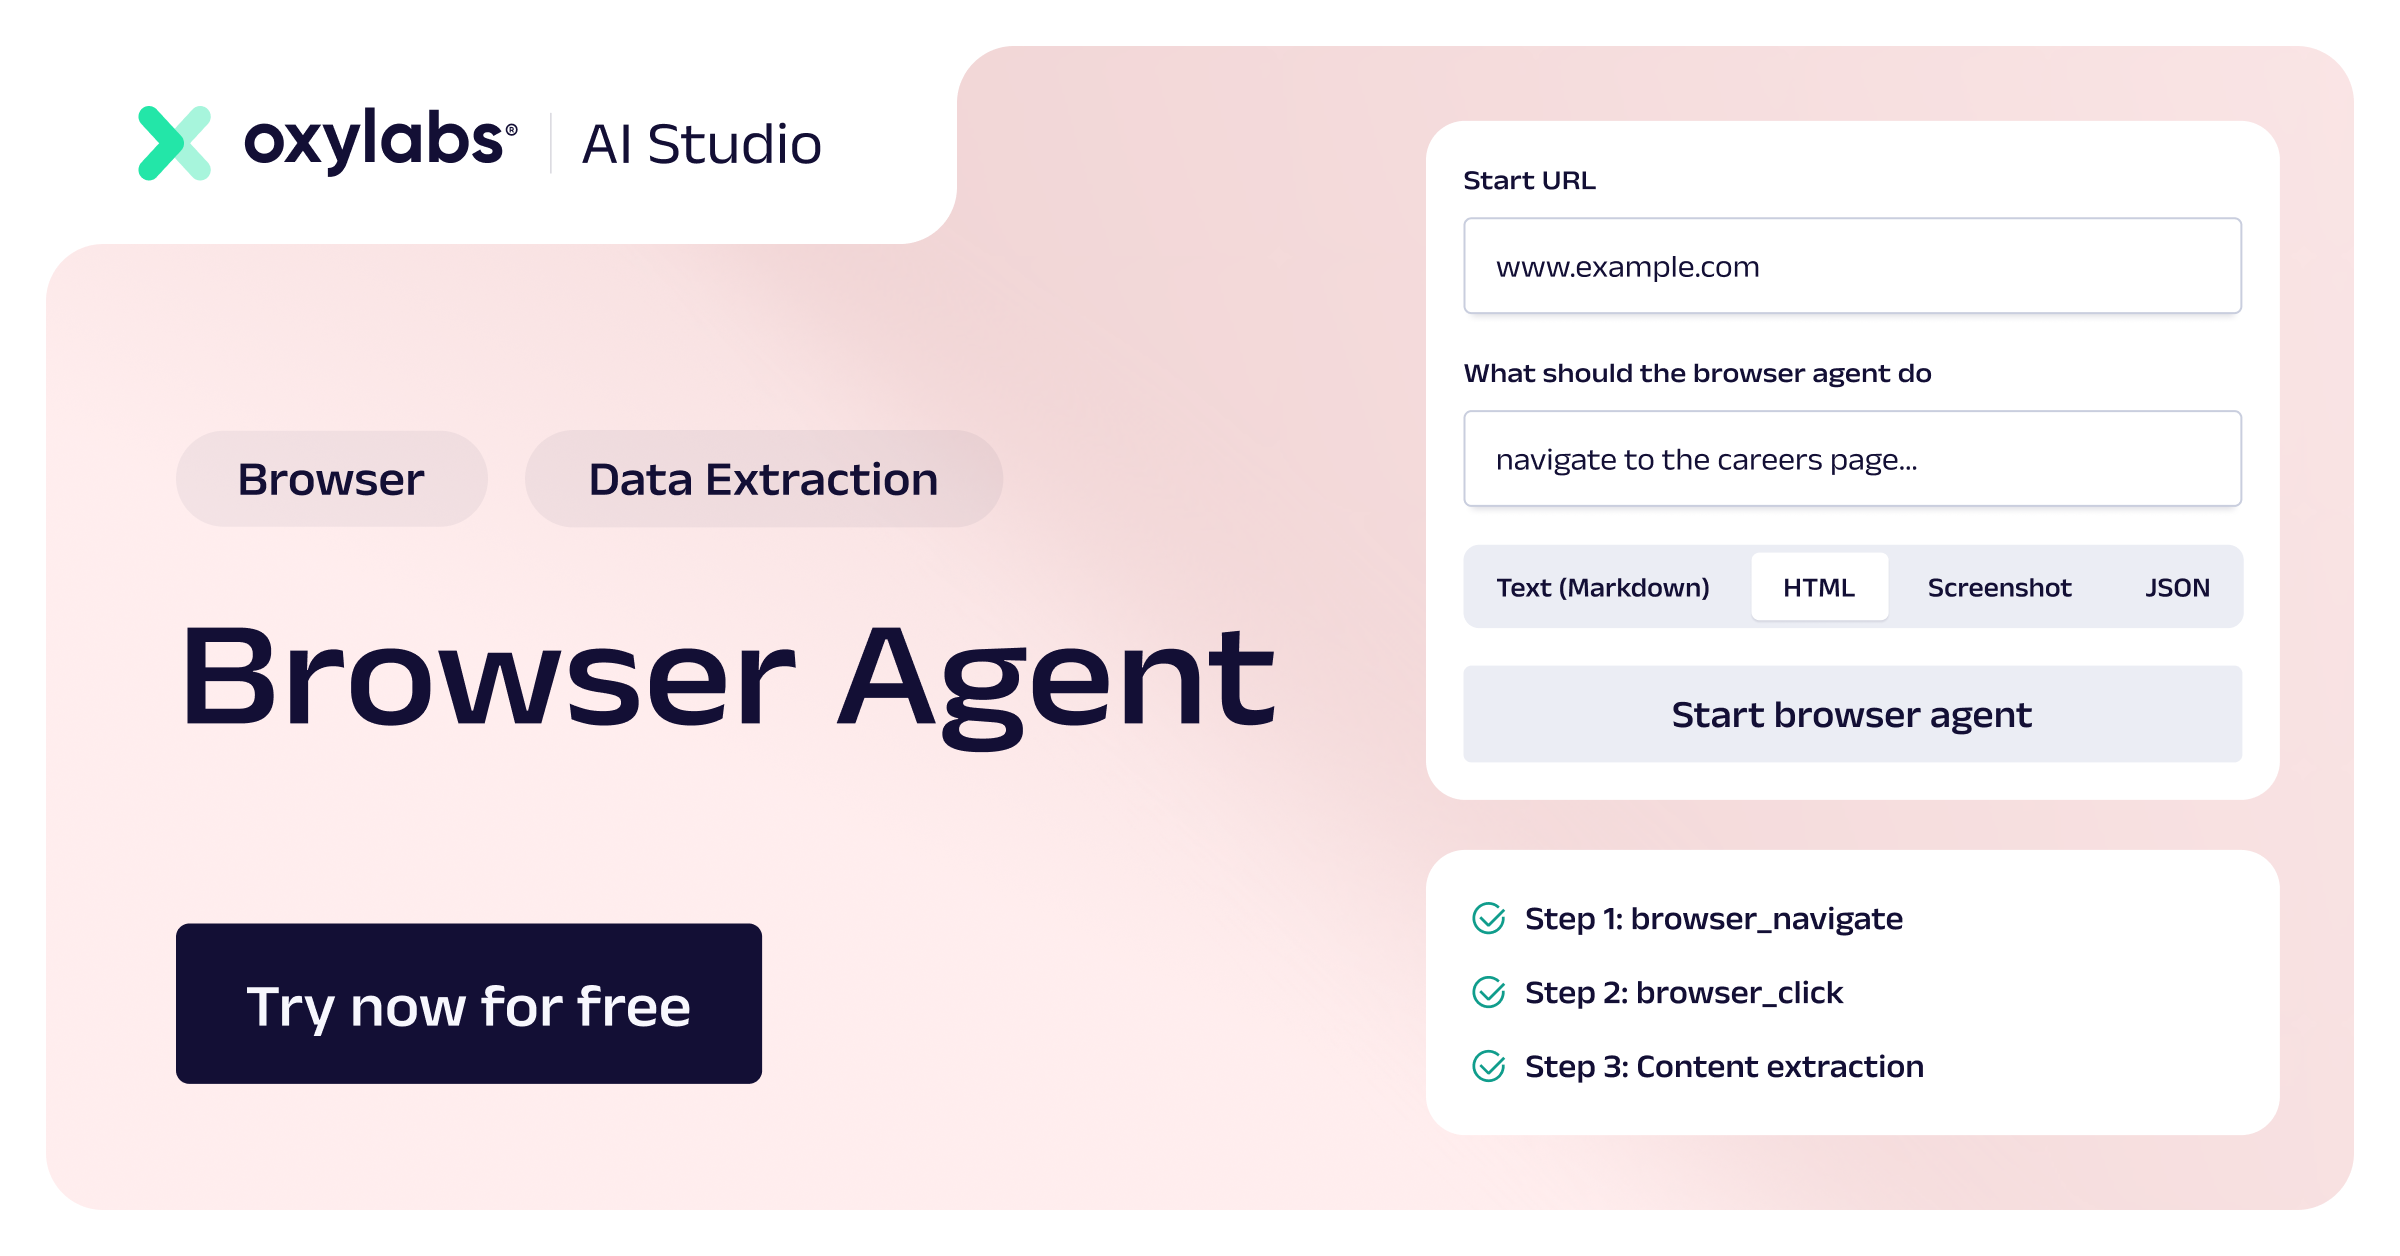 oxylabs® AI Studio
Browser
Data Extraction
Browser Agent
Try now for free
Start URL
www.example.com
What should the browser agent do
navigate to the careers page...
Text (Markdown) HTML Screenshot JSON
Start browser agent
Step 1: browser_navigate
Step 2: browser_click
Step 3: Content extraction